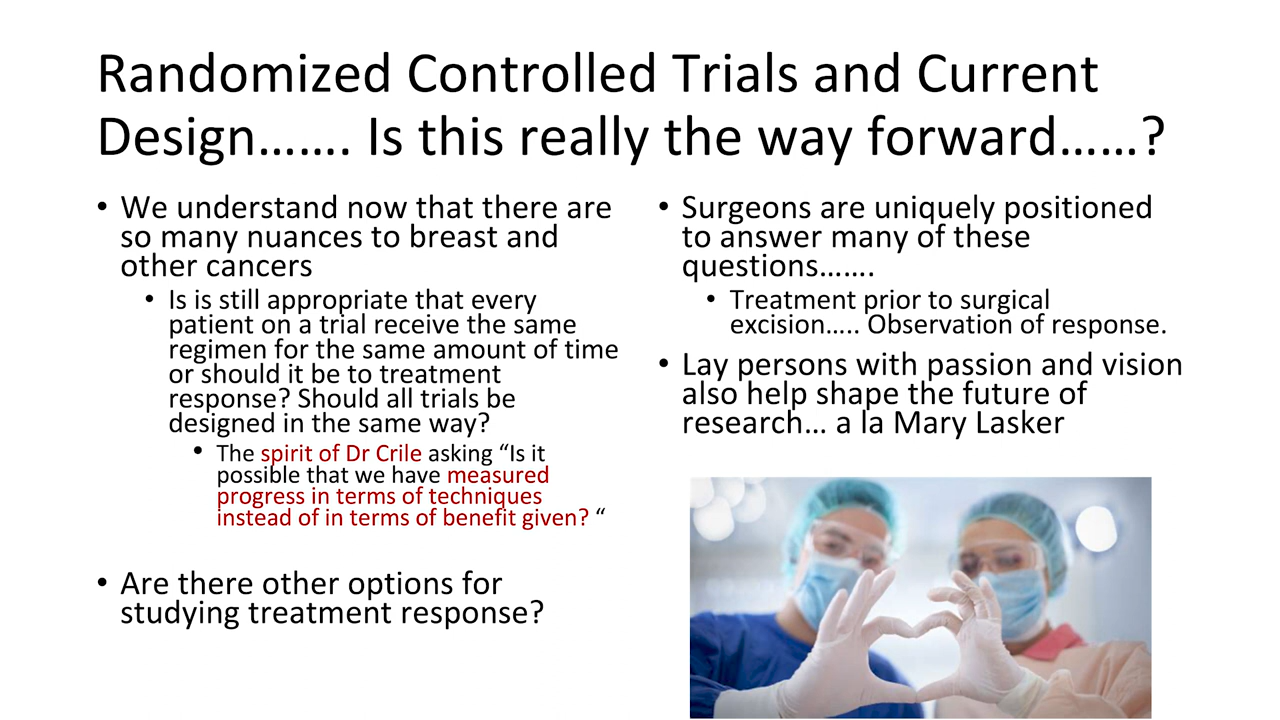 Randomized Controlled Trials and Current
Design……. Is this really the way forward……?
• We understand now that there are
so many nuances to breast and
other cancers
• Is is still appropriate that every
patient on a trial receive the same
regimen for the same amount of time
or should it be to treatment
response? Should all trials be
designed in the same way?
• The spirit of Dr Crile asking “Is it
possible that we have measured
progress in terms of techniques
instead of in terms of benefit given? “
• Are there other options for
studying treatment response?
• Surgeons are uniquely positioned
to answer many of these
questions…….
• Treatment prior to surgical
excision….. Observation of response.
• Lay persons with passion and vision
also help shape the future of
research… a la Mary Lasker